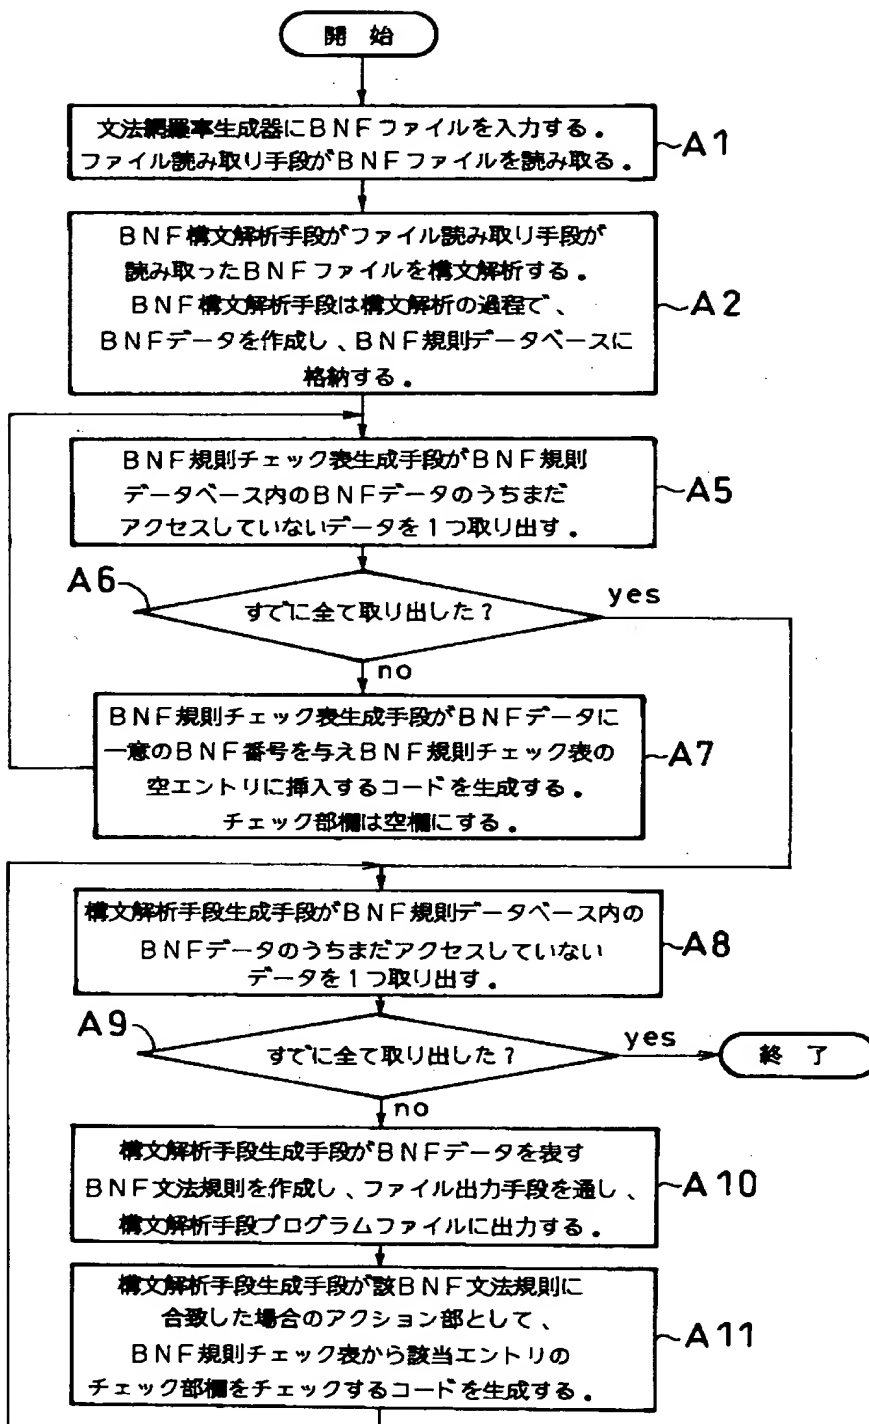 開 始
文法網羅率生成器にBNFファイルを入力する.
ファイル読み取り手段がBNFファイルを読み取る.
A1
BNF構文解析手段がファイル読み取り手段が
読み取ったBNFファイルを構文解析する.
BNF構文解析手段は構文解析の過程で、
BNFデータを作成し、BNF規則データベースに
格納する.
A2
BNF規則チェック表生成手段がBNF規則
データベース内のBNFデータのうちまだ
アクセスしていないデータを1つ取り出す.
A5
A6
すでに全て取り出した?
yes
no
BNF規則チェック表生成手段がBNFデータに
一意のBNF番号を与えBNF規則チェック表の
空エントリに挿入するコードを生成する.
チェック部欄は空欄にする.
A7
構文解析手段生成手段がBNF規則データベース内の
BNFデータのうちまだアクセスしていない
データを1つ取り出す.
A8
A9
すでに全て取り出した?
yes
終 了
no
構文解析手段生成手段がBNFデータを表す
BNF文法規則を作成し、ファイル出力手段を通し、
構文解析手段プログラムファイルに出力する.
A10
構文解析手段生成手段が該BNF文法規則に
合致した場合のアクション部として、
BNF規則チェック表から該当エントリの
チェック部欄をチェックするコードを生成する.
A11